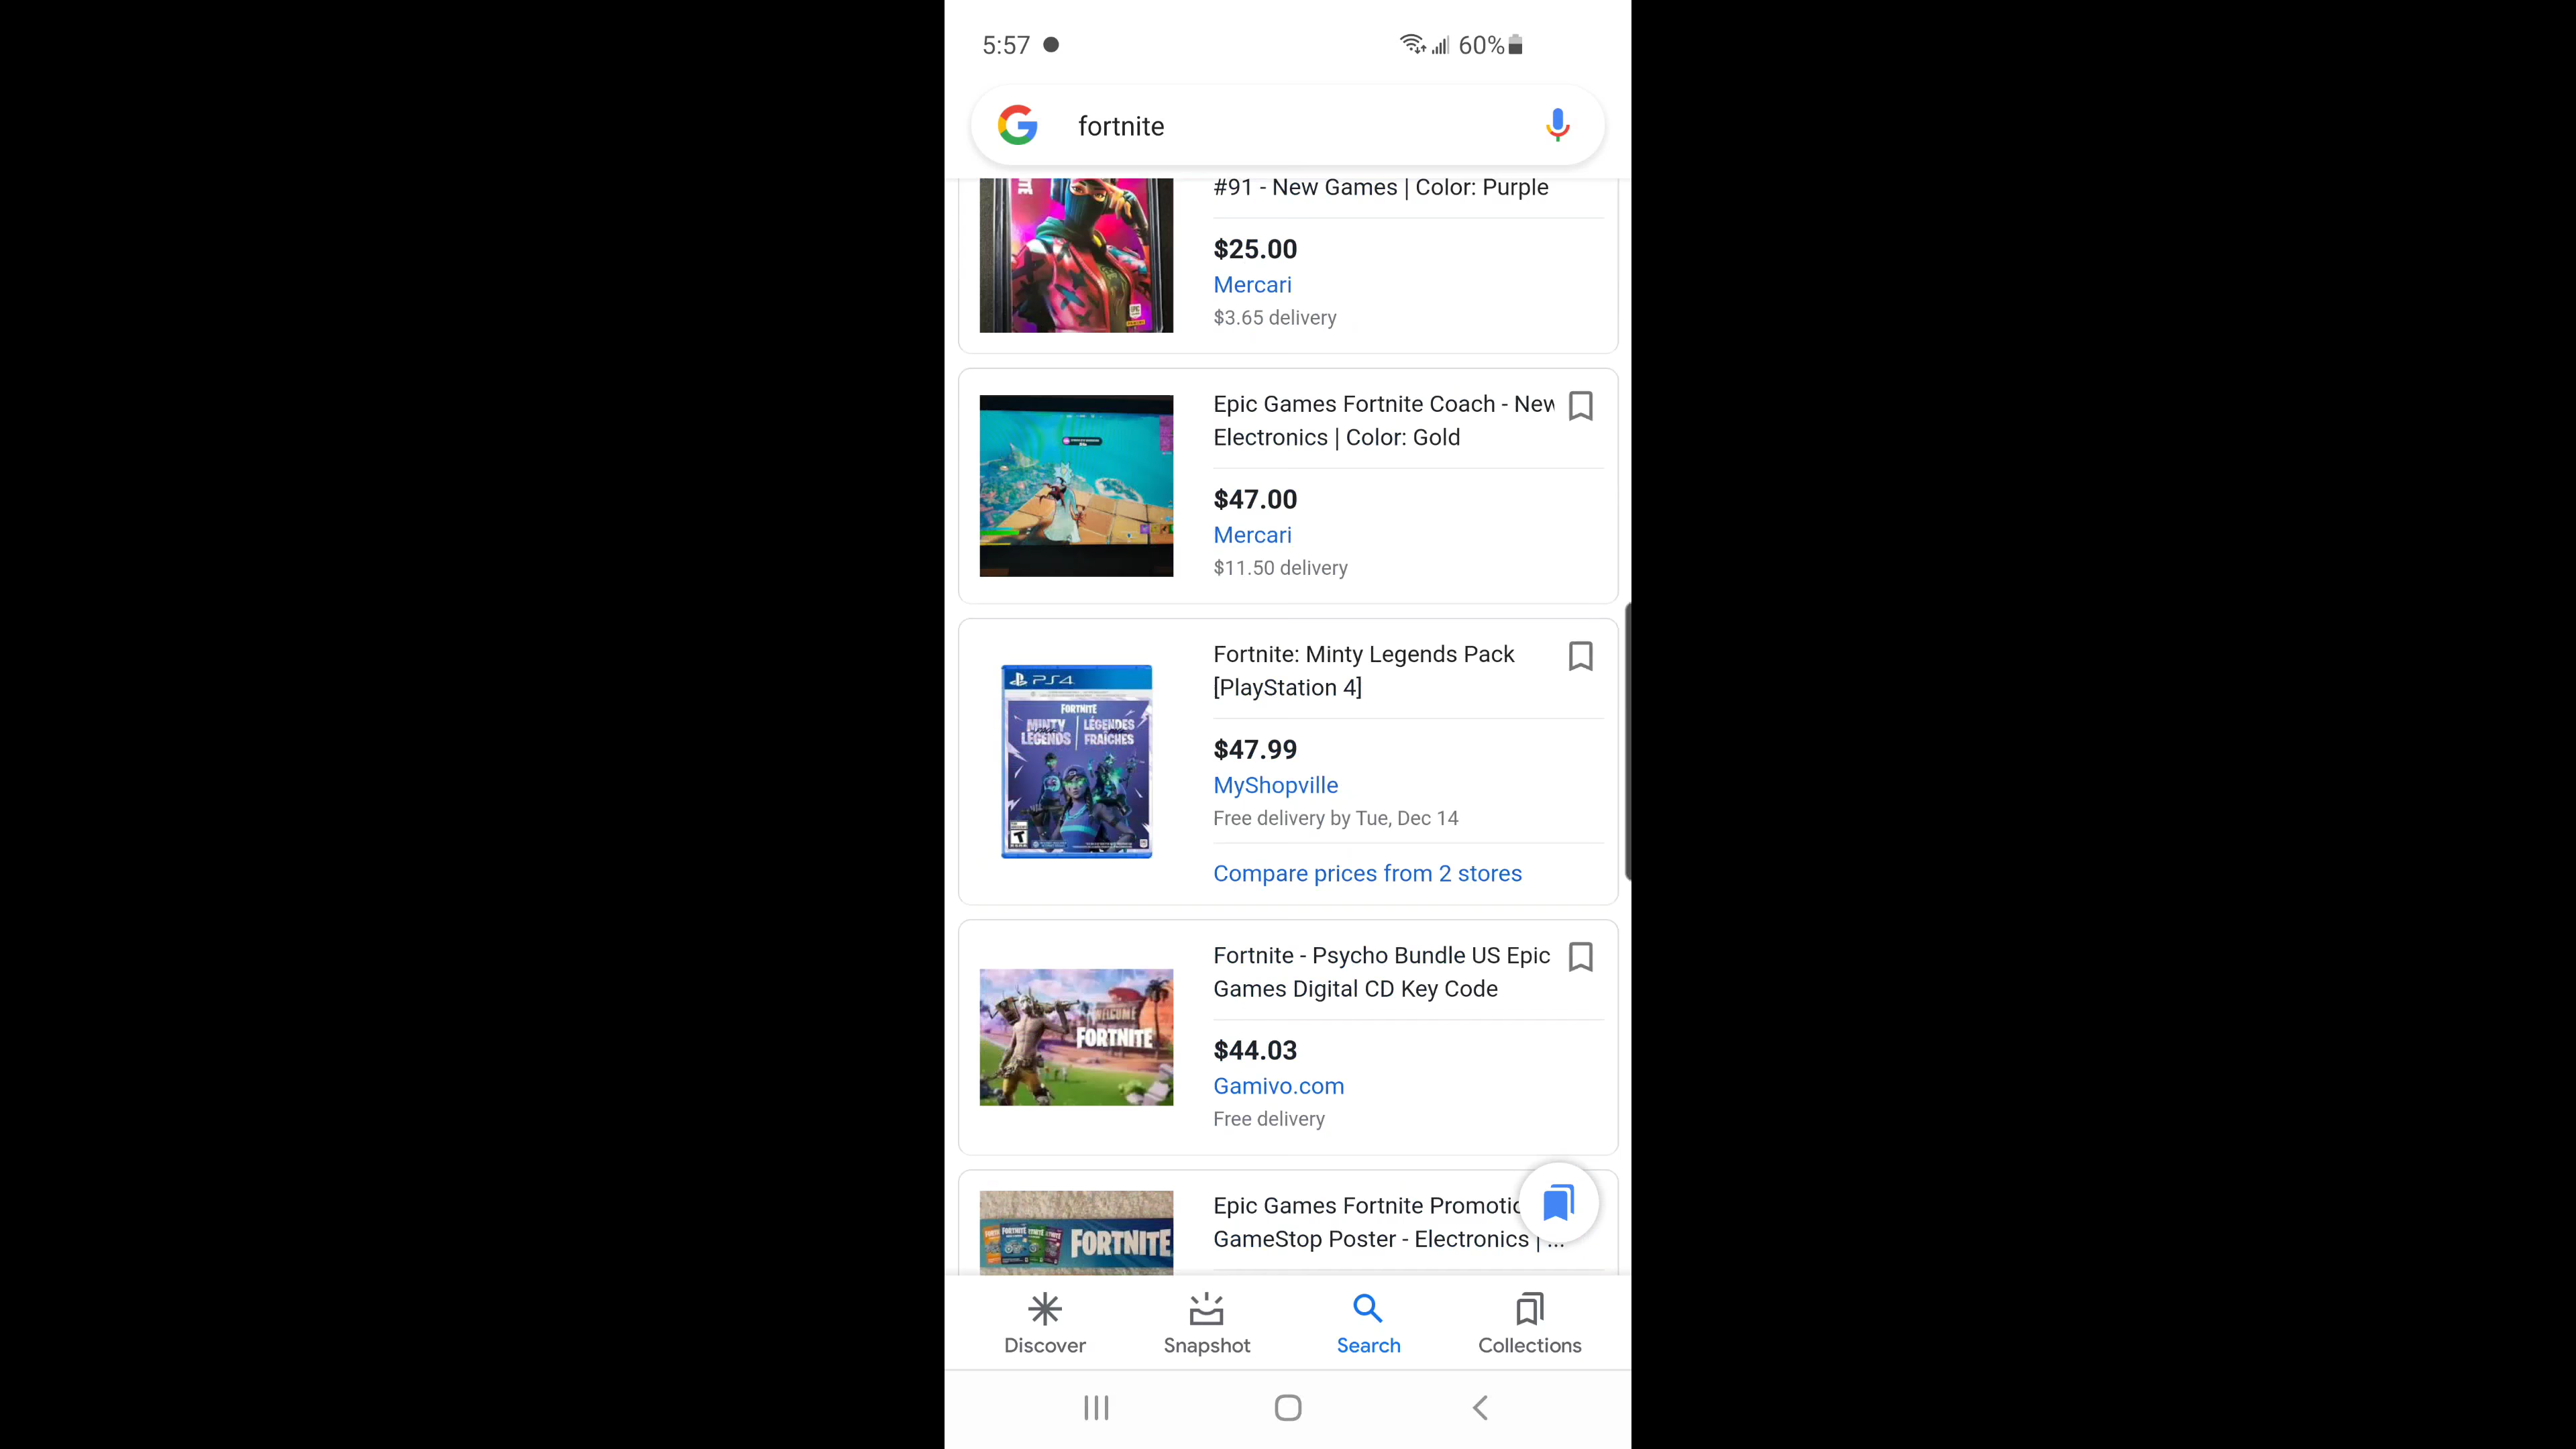 5:57
60%
fortnite
#91 - New Games | Color: Purple
$25.00
Mercari
$3.65 delivery
Epic Games Fortnite Coach - New
Electronics | Color: Gold
$47.00
Mercari
$11.50 delivery
PS4
FORTNITE
MINTY LEGENDS
LÉGENDES FRAÎCHES
T
Fortnite: Minty Legends Pack
[PlayStation 4]
$47.99
MyShopville
Free delivery by Tue, Dec 14
Compare prices from 2 stores
WELCOME
FORTNITE
Fortnite - Psycho Bundle US Epic
Games Digital CD Key Code
$44.03
Gamivo.com
Free delivery
FORTNITE
Epic Games Fortnite Promotio
GameStop Poster - Electronics | ...
Discover
Snapshot
Search
Collections